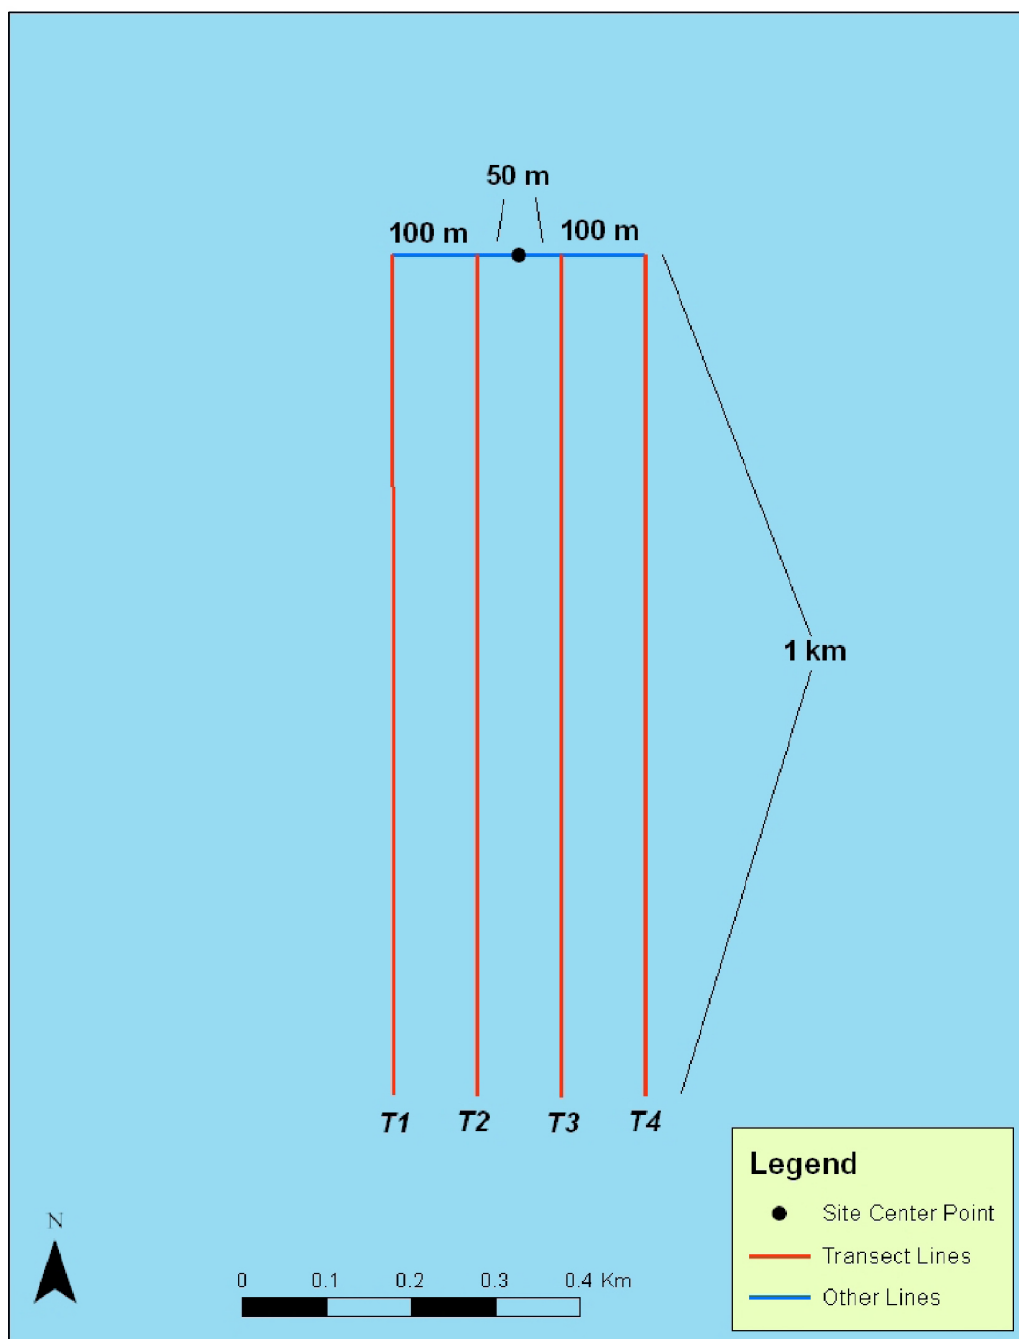 50 m
100 m
100 m
1 km
T1 T2 T3 T4
Legend
Site Center Point
Transect Lines
Other Lines
N
0 0.1 0.2 0.3 0.4 Km